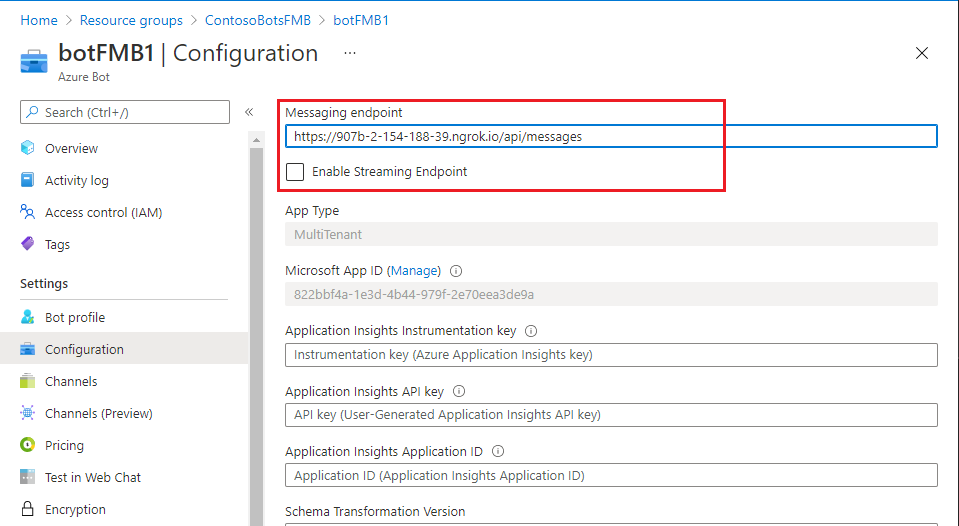 Home > Resource groups > ContosoBotsFMB > botFMB1
botFMB1 | Configuration ...
Azure Bot
Search (Ctrl+/)
«
Overview
Activity log
Access control (IAM)
Tags
Settings
Bot profile
Configuration
Channels
Channels (Preview)
Pricing
Test in Web Chat
Encryption
Messaging endpoint
https://907b-2-154-188-39.ngrok.io/api/messages
Enable Streaming Endpoint
App Type
MultiTenant
Microsoft App ID (Manage)
822bbf4a-1e3d-4b44-979f-2e70eea3de9a
Application Insights Instrumentation key
Instrumentation key (Azure Application Insights key)
Application Insights API key
API key (User-Generated Application Insights API key)
Application Insights Application ID
Application ID (Application Insights Application ID)
Schema Transformation Version